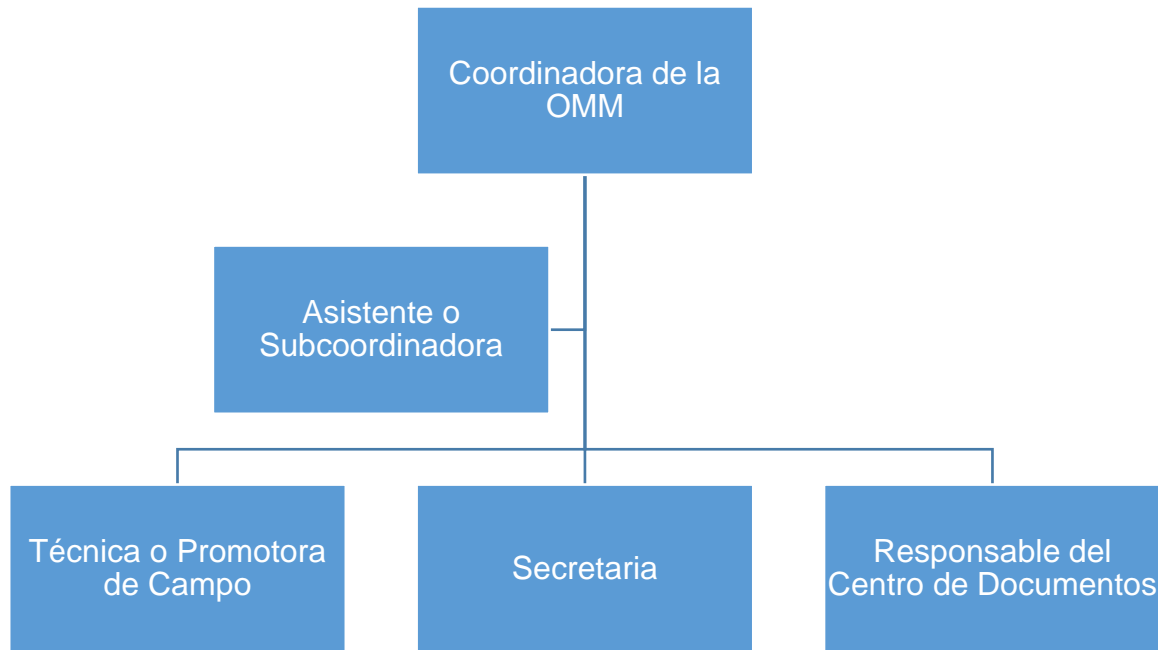 Coordinadora de la
OMM
Asistente o
Subcoordinadora
Técnica o Promotora
de Campo
Secretaria
Responsable del
Centro de Documentos